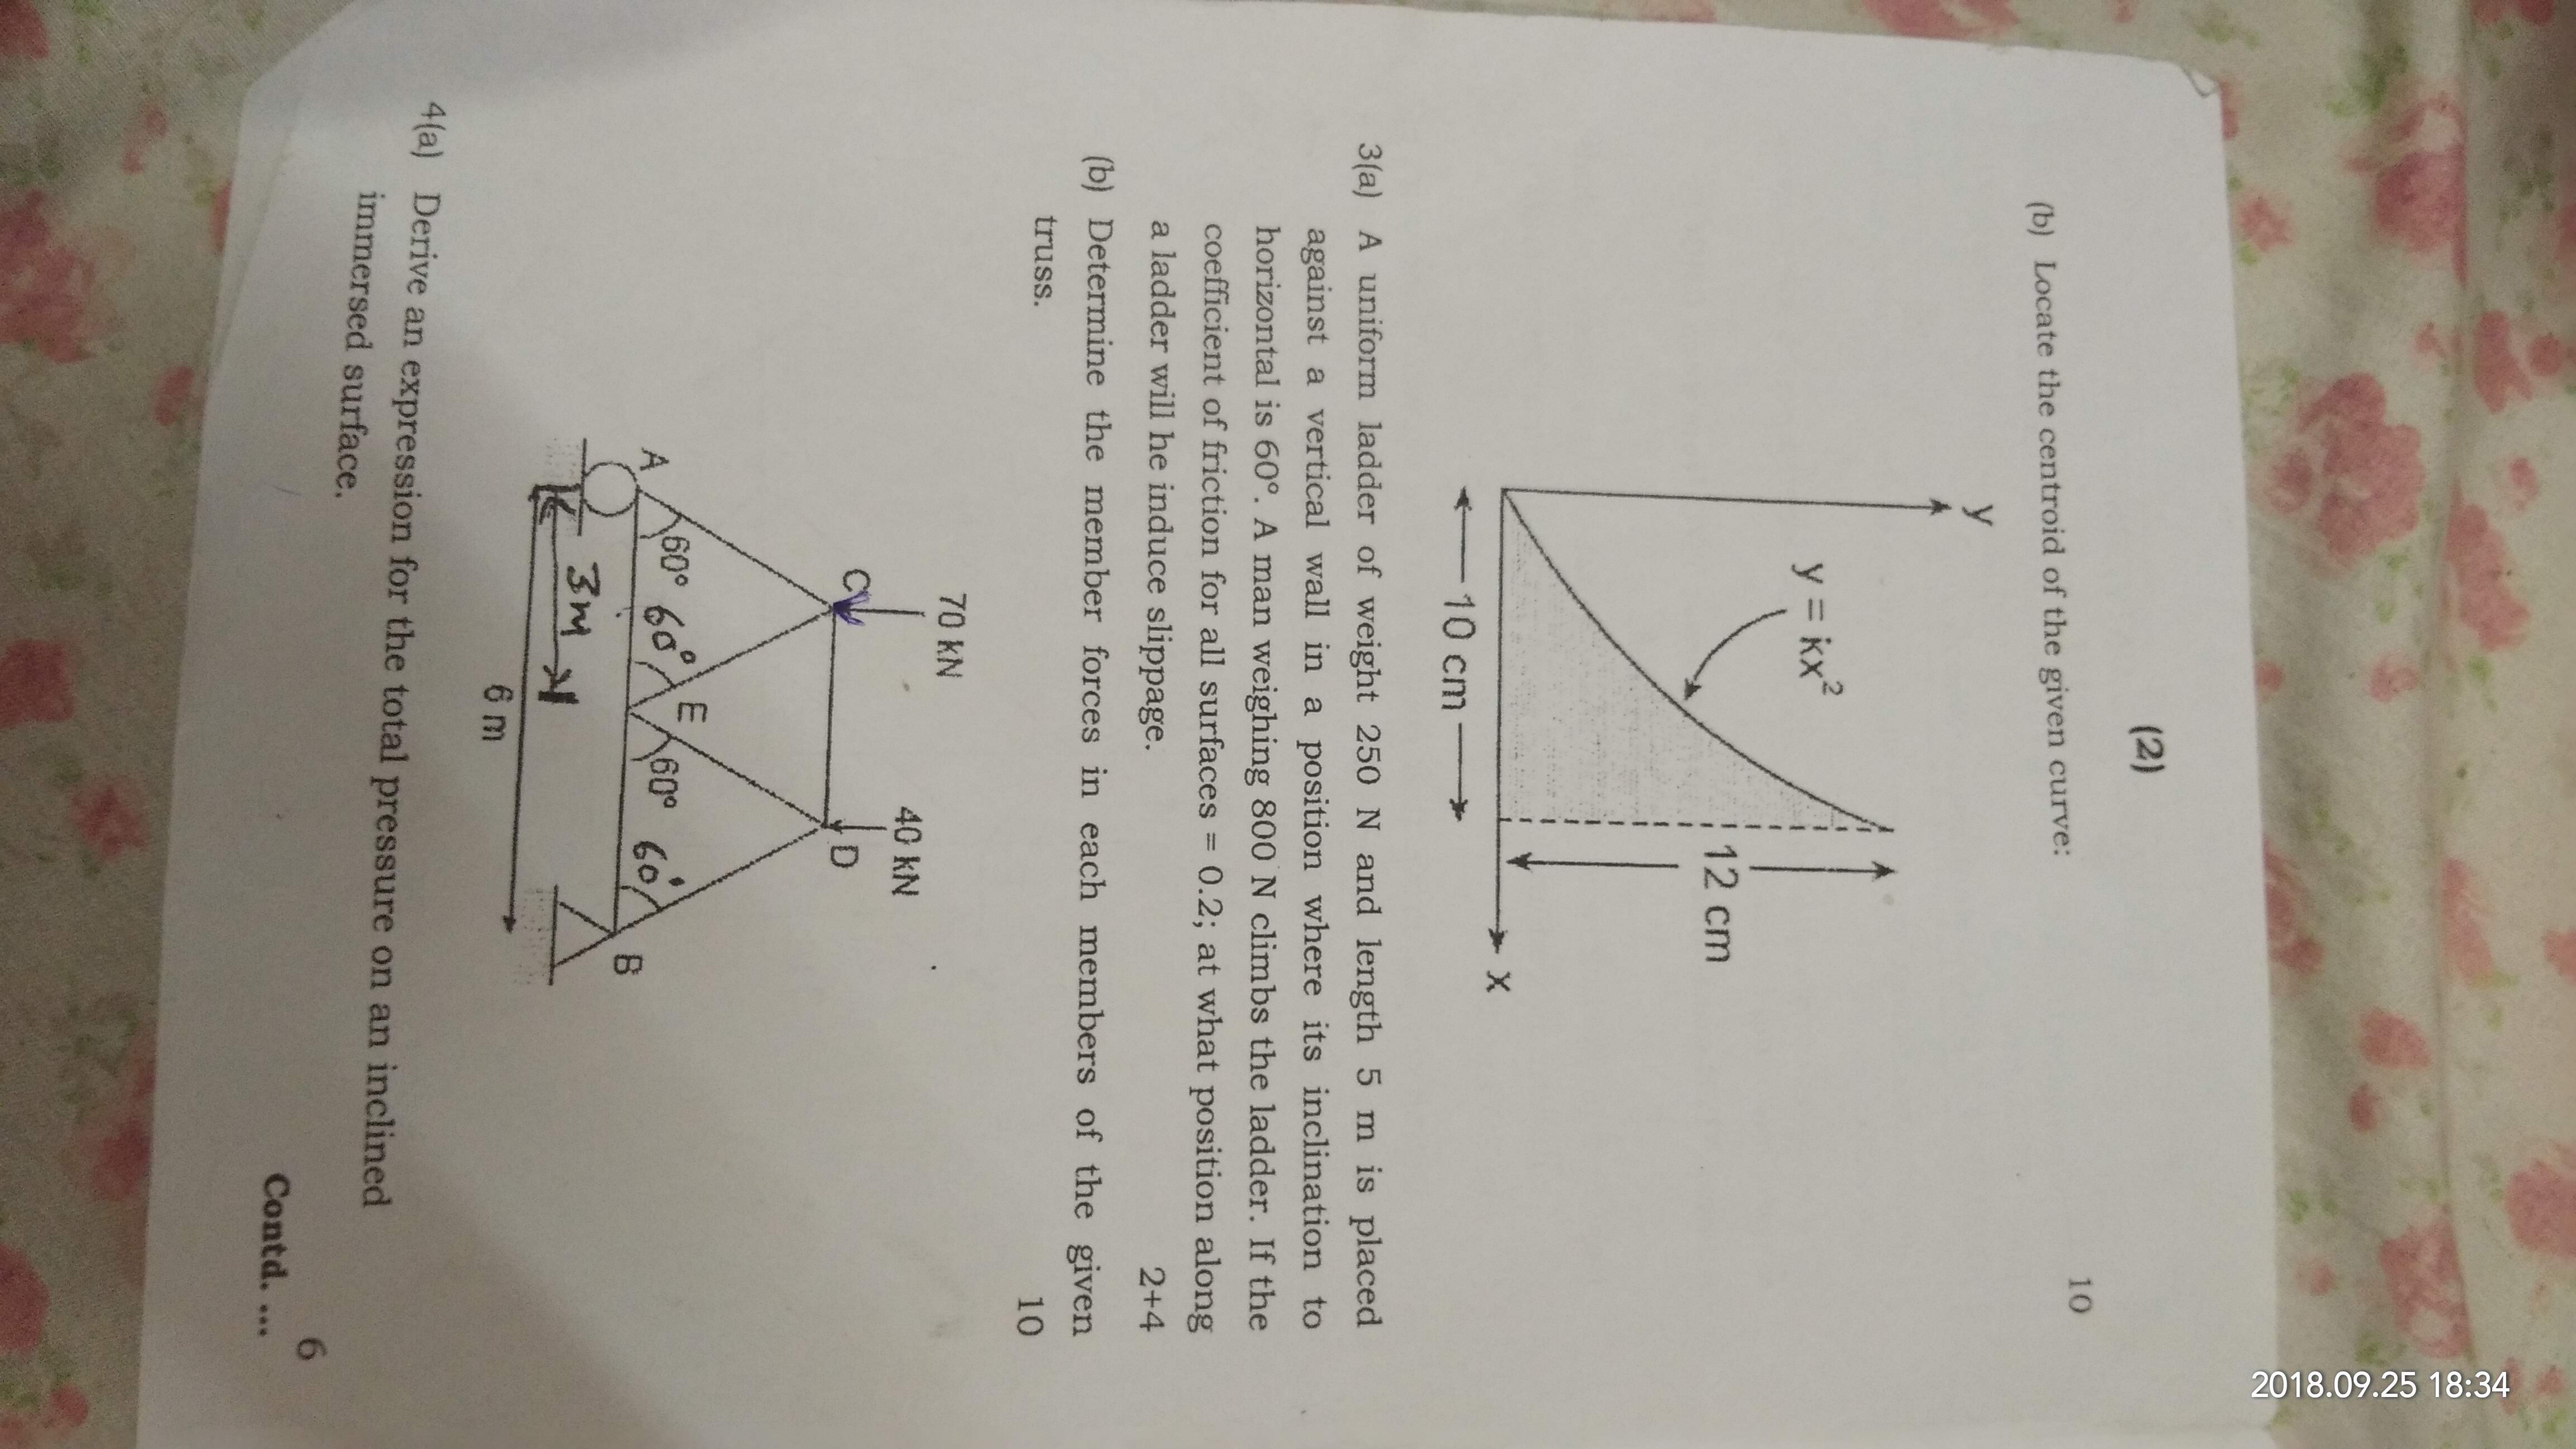 2018.09.25 18:34
(2)
10
(b) Locate the centroid of the given curve:
y
y = kx²
12 cm
x
10 cm
3(a) A uniform ladder of weight 250 N and length 5 m is placed
against a vertical wall in a position where its inclination to
horizontal is 60°. A man weighing 800 N climbs the ladder. If the
coefficient of friction for all surfaces = 0.2; at what position along
a ladder will he induce slippage. 2+4
(b) Determine the member forces in each members of the given
truss. 10
70 kN
40 kN
C
D
E
A 60° 60° 60° 60° B
3m
6 m
4(a) Derive an expression for the total pressure on an inclined
immersed surface.
6
Contd. ...